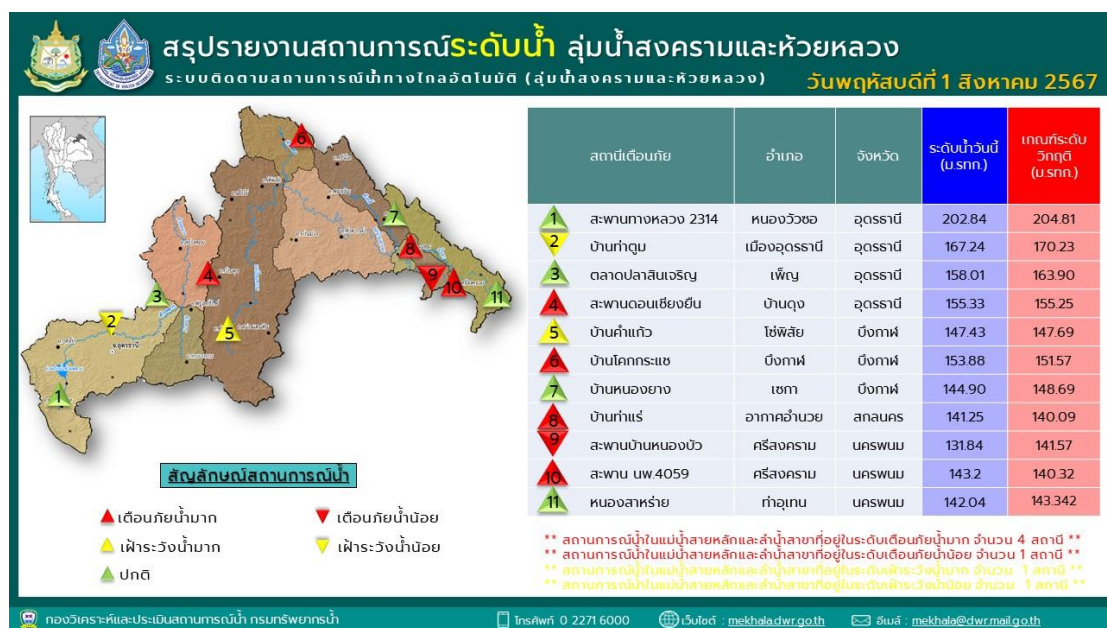 สรุปรายงานสถานการณ์ระดับน้ำ ลุ่มน้ำสงครามและห้วยหลวง
ระบบติดตามสถานการณ์น้ำทางไกลอัตโนมัติ (ลุ่มน้ำสงครามและห้วยหลวง)
วันพฤหัสบดีที่ 1 สิงหาคม 2567
สถานีเตือนภัย อำเภอ จังหวัด ระดับน้ำวันนี้ (ม.รทก.) เกณฑ์ระดับวิกฤติ (ม.รทก.)
1 สะพานทางหลวง 2314 หนองวัวซอ อุดรธานี 202.84 204.81
2 บ้านท่าตูม เมืองอุดรธานี อุดรธานี 167.24 170.23
3 ตลาดปลาสินเจริญ เพ็ญ อุดรธานี 158.01 163.90
4 สะพานดอนเชียงยืน บ้านดุง อุดรธานี 155.33 155.25
5 บ้านคำแก้ว โซ่พิสัย บึงกาฬ 147.43 147.69
6 บ้านโคกกระแซ บึงกาฬ บึงกาฬ 153.88 151.57
7 บ้านหนองยาง เซกา บึงกาฬ 144.90 148.69
8 บ้านท่าแร่ อากาศอำนวย สกลนคร 141.25 140.09
9 สะพานบ้านหนองบัว ศรีสงคราม นครพนม 131.84 141.57
10 สะพาน นพ.4059 ศรีสงคราม นครพนม 143.2 140.32
11 หนองสาหร่าย ท่าอุเทน นครพนม 142.04 143.342
6
7
8
9
10
11
4
3
2
5
1
สัญลักษณ์สถานการณ์น้ำ
เตือนภัยน้ำมาก เตือนภัยน้ำน้อย
เฝ้าระวังน้ำมาก เฝ้าระวังน้ำน้อย
ปกติ
** สถานการณ์น้ำในแม่น้ำสายหลักและลำน้ำสาขาที่อยู่ในระดับเตือนภัยน้ำมาก จำนวน 4 สถานี **
** สถานการณ์น้ำในแม่น้ำสายหลักและลำน้ำสาขาที่อยู่ในระดับเตือนภัยน้ำน้อย จำนวน 1 สถานี **
** สถานการณ์น้ำในแม่น้ำสายหลักและลำน้ำสาขาที่อยู่ในระดับเฝ้าระวังน้ำมาก จำนวน 1 สถานี **
** สถานการณ์น้ำในแม่น้ำสายหลักและลำน้ำสาขาที่อยู่ในระดับเฝ้าระวังน้ำน้อย จำนวน 1 สถานี **
กองวิเคราะห์และประเมินสถานการณ์น้ำ กรมทรัพยากรน้ำ โทรศัพท์ 0 2271 6000 เว็บไซต์ : mekhala.dwr.go.th อีเมล์ : mekhala@dwr.mail.go.th